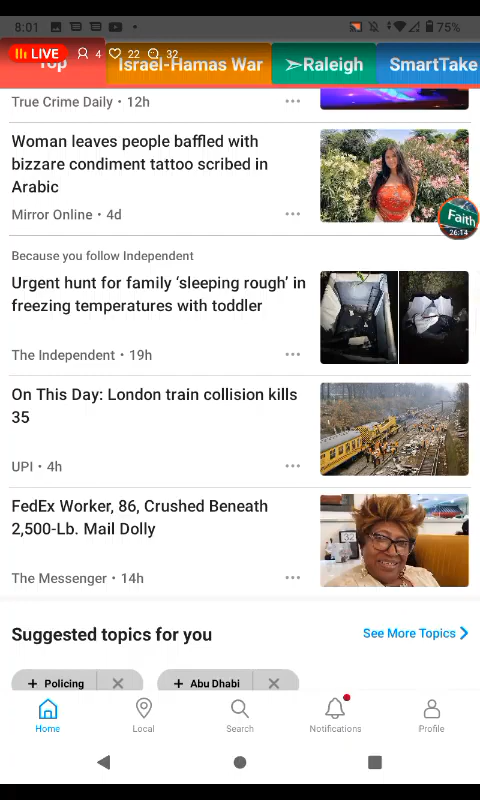 8:01
75%
LIVE 4 22 32
Top Israel-Hamas War Raleigh SmartTake
True Crime Daily • 12h
Woman leaves people baffled with
bizzare condiment tattoo scribed in
Arabic
Mirror Online • 4d
Faith
26:14
Because you follow Independent
Urgent hunt for family ‘sleeping rough’ in
freezing temperatures with toddler
The Independent • 19h
On This Day: London train collision kills
35
UPI • 4h
FedEx Worker, 86, Crushed Beneath
2,500-Lb. Mail Dolly
The Messenger • 14h
Suggested topics for you
See More Topics
+ Policing
+ Abu Dhabi
Home Local Search Notifications Profile